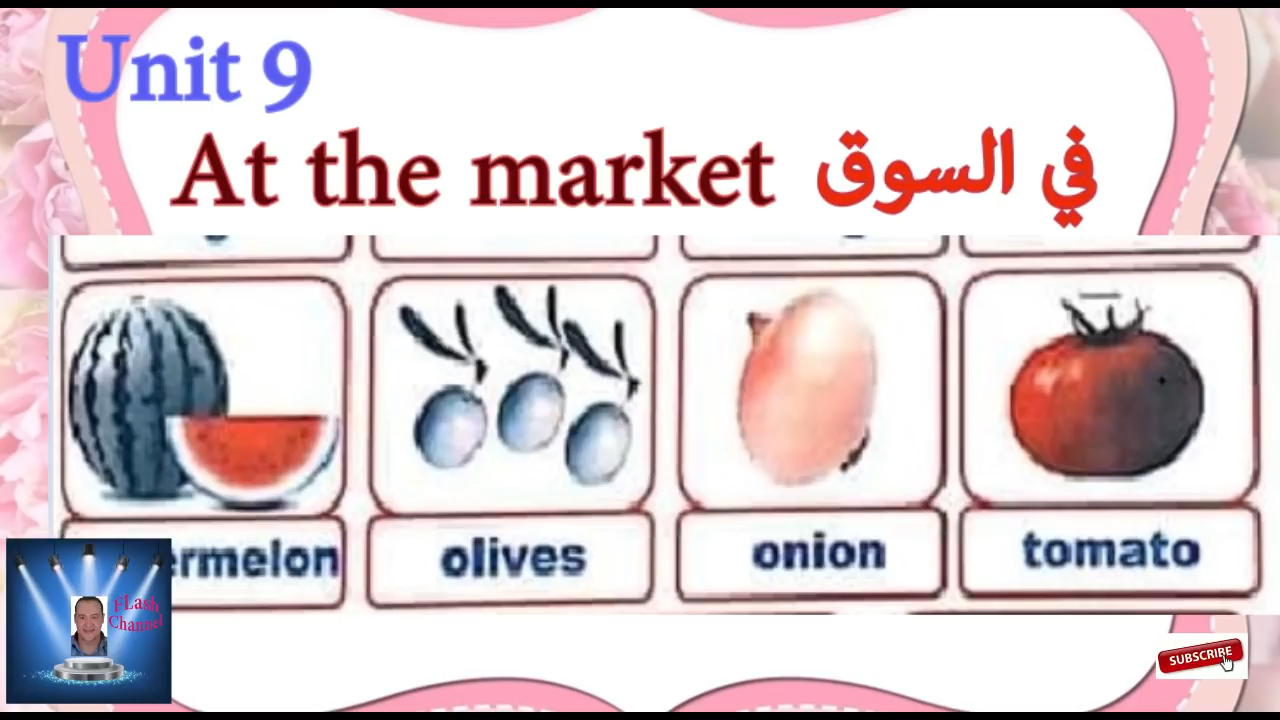 Unit 9
At the market في السوق
ermelon olives onion tomato
FLash
Channel
SUBSCRIBE